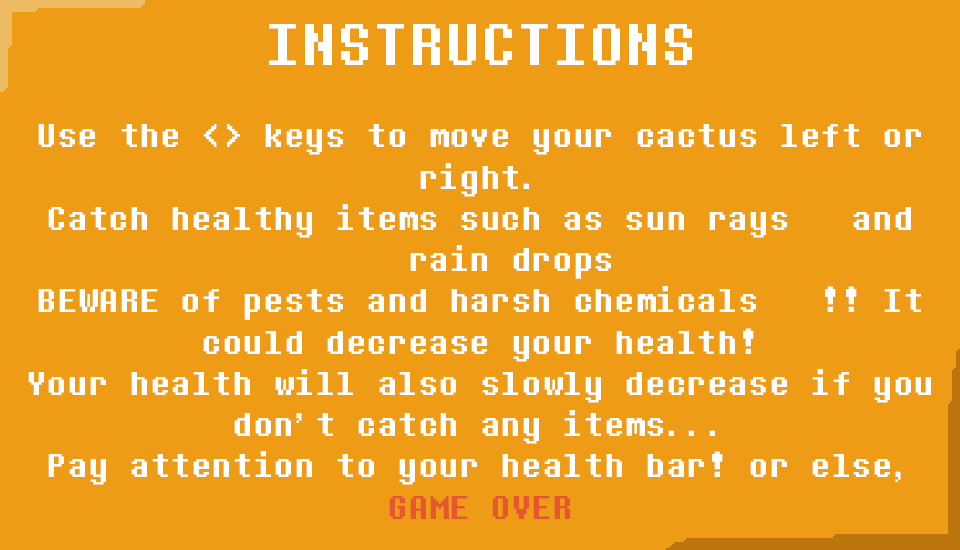 INSTRUCTIONS
Use the <> keys to move your cactus left or
right.
Catch healthy items such as sun rays and
rain drops
BEWARE of pests and harsh chemicals !! It
could decrease your health!
Your health will also slowly decrease if you
don't catch any items...
Pay attention to your health bar! or else,
GAME OVER